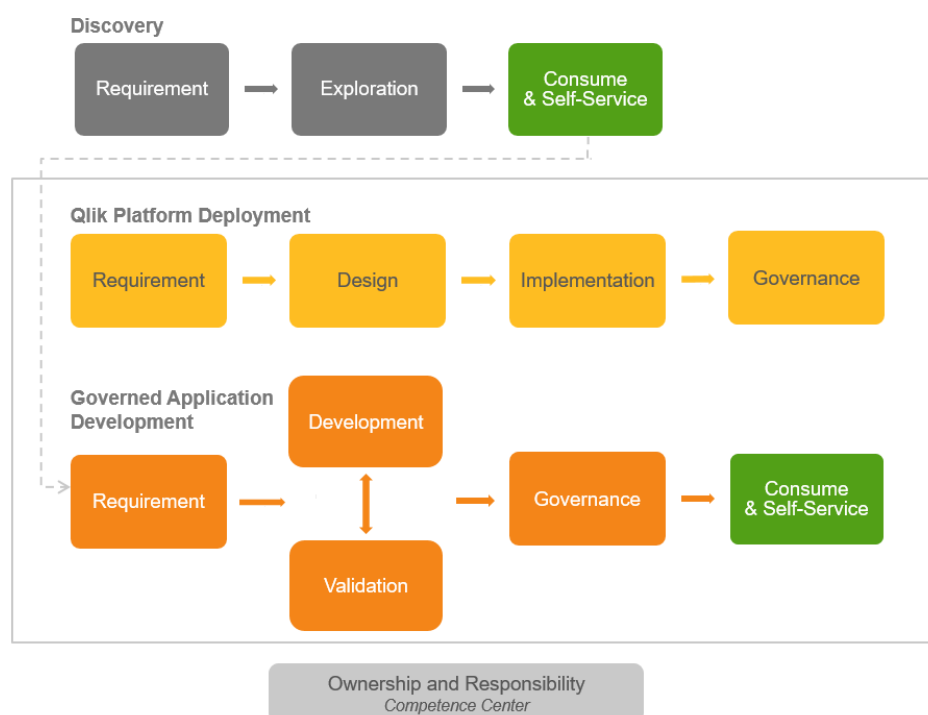 Discovery
Requirement
Exploration
Consume
& Self-Service
Qlik Platform Deployment
Requirement
Design
Implementation
Governance
Governed Application
Development
Development
Requirement
Validation
Governance
Consume
& Self-Service
Ownership and Responsibility
Competence Center